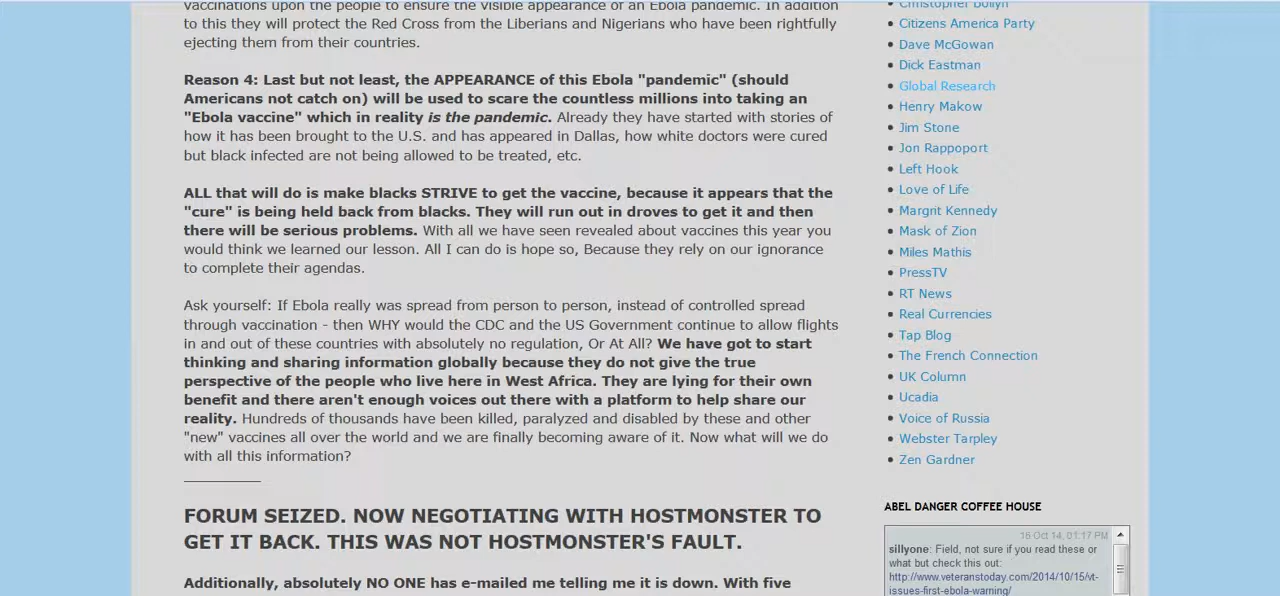 vaccinations upon the people to ensure the visible appearance of an Ebola pandemic. In addition
to this they will protect the Red Cross from the Liberians and Nigerians who have been rightfully
ejecting them from their countries.
Reason 4: Last but not least, the APPEARANCE of this Ebola "pandemic" (should
Americans not catch on) will be used to scare the countless millions into taking an
"Ebola vaccine" which in reality is the pandemic. Already they have started with stories of
how it has been brought to the U.S. and has appeared in Dallas, how white doctors were cured
but black infected are not being allowed to be treated, etc.
ALL that will do is make blacks STRIVE to get the vaccine, because it appears that the
"cure" is being held back from blacks. They will run out in droves to get it and then
there will be serious problems. With all we have seen revealed about vaccines this year you
would think we learned our lesson. All I can do is hope so, Because they rely on our ignorance
to complete their agendas.
Ask yourself: If Ebola really was spread from person to person, instead of controlled spread
through vaccination - then WHY would the CDC and the US Government continue to allow flights
in and out of these countries with absolutely no regulation, Or At All? We have got to start
thinking and sharing information globally because they do not give the true
perspective of the people who live here in West Africa. They are lying for their own
benefit and there aren't enough voices out there with a platform to help share our
reality. Hundreds of thousands have been killed, paralyzed and disabled by these and other
"new" vaccines all over the world and we are finally becoming aware of it. Now what will we do
with all this information?
FORUM SEIZED. NOW NEGOTIATING WITH HOSTMONSTER TO
GET IT BACK. THIS WAS NOT HOSTMONSTER'S FAULT.
Additionally, absolutely NO ONE has e-mailed me telling me it is down. With five
Christopher Bollyn
Citizens America Party
Dave McGowan
Dick Eastman
Global Research
Henry Makow
Jim Stone
Jon Rappoport
Left Hook
Love of Life
Margrit Kennedy
Mask of Zion
Miles Mathis
PressTV
RT News
Real Currencies
Tap Blog
The French Connection
UK Column
Ucadia
Voice of Russia
Webster Tarpley
Zen Gardner
ABEL DANGER COFFEE HOUSE
16 Oct 14, 01:17 PM
sillyone: Field, not sure if you read these or
what but check this out:
http://www.veteranstoday.com/2014/10/15/vt-
issues-first-ebola-warning/